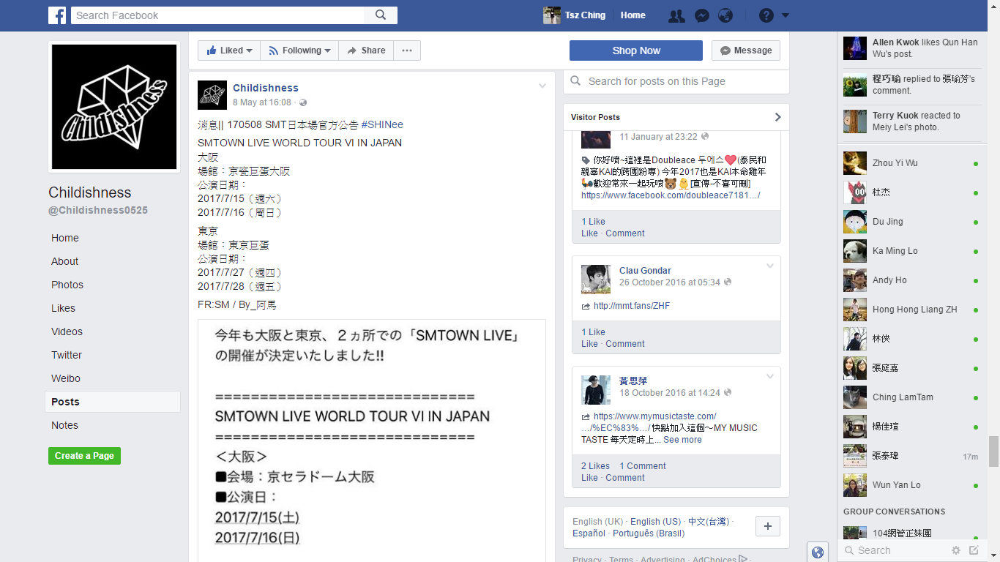 Search Facebook
Tsz Ching
Home
Childishness
Childishness
@Childishness0525
Home
About
Photos
Likes
Videos
Twitter
Weibo
Posts
Notes
Create a Page
Liked
Following
Share
Shop Now
Message
Childishness
8 May at 16:08 ·
消息|| 170508 SMT日本場官方公告 #SHINee
SMTOWN LIVE WORLD TOUR VI IN JAPAN
大阪
場館：京瓷巨蛋大阪
公演日期：
2017/7/15（週六）
2017/7/16（周日）
東京
場館：東京巨蛋
公演日期：
2017/7/27（週四）
2017/7/28（週五）
FR:SM / By_阿馬
今年も大阪と東京、２ヵ所での「SMTOWN LIVE」
の開催が決定いたしました!!
=============================
SMTOWN LIVE WORLD TOUR VI IN JAPAN
=============================
＜大阪＞
■会場：京セラドーム大阪
■公演日：
2017/7/15(土)
2017/7/16(日)
Search for posts on this Page
Visitor Posts
11 January at 23:22
你好唷~這裡是Doubleace 두에스❤(泰民和
親辜KAI的跨團粉專) 今年2017也是KAI本命雞年
🐓歡迎常來一起玩唷🐻🐥[宣傳-不喜可刪]
https://www.facebook.com/doubleace7181…/
1 Like
Like · Comment
Clau Gondar
26 October 2016 at 05:34
http://mmt.fans/ZHF
1 Like
Like · Comment
黃思萍
18 October 2016 at 14:24
https://www.mymusictaste.com/
…/%EC%83%…/ 快點加入這個～MY MUSIC
TASTE 每天定時上... See more
2 Likes 1 Comment
Like · Comment
English (UK) · English (US) · 中文(台灣) ·
Español · Português (Brasil)
Privacy · Terms · Advertising · AdChoices ·
Allen Kwok likes Qun Han
Wu's post.
程巧瑜 replied to 張瑜芳's
comment.
Terry Kuok reacted to
Meiy Lei's photo.
Zhou Yi Wu
杜杰
Du Jing
Ka Ming Lo
Andy Ho
Hong Hong Liang ZH
林俠
張庭嘉
Ching LamTam
楊佳瑄
張泰瑋 17m
Wun Yan Lo
GROUP CONVERSATIONS
104網管正妹團
Search